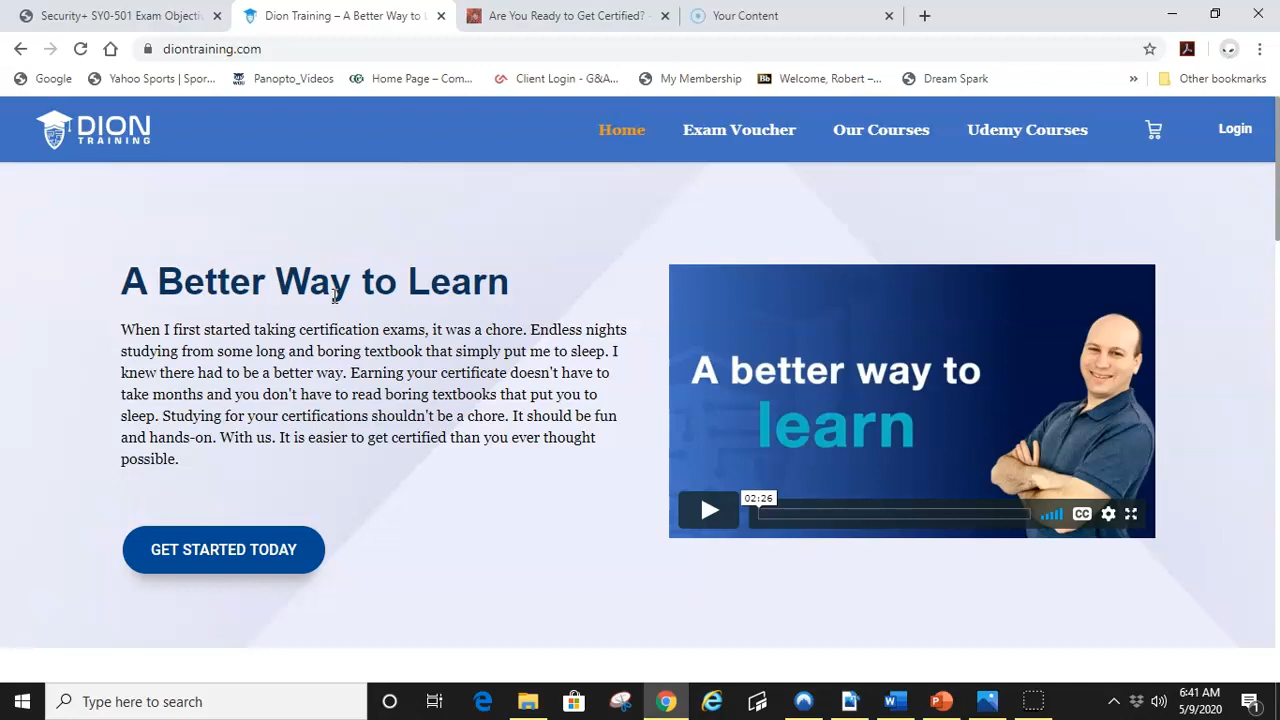 Security+ SY0-501 Exam Objecti
Dion Training – A Better Way to L
Are You Ready to Get Certified? -
Your Content
diontraining.com
Google
Yahoo Sports | Spor...
Panopto_Videos
Home Page – Com...
Client Login - G&A...
My Membership
Welcome, Robert –...
Dream Spark
Other bookmarks
DION
TRAINING
Home
Exam Voucher
Our Courses
Udemy Courses
Login
A Better Way to Learn
When I first started taking certification exams, it was a chore. Endless nights
studying from some long and boring textbook that simply put me to sleep. I
knew there had to be a better way. Earning your certificate doesn't have to
take months and you don't have to read boring textbooks that put you to
sleep. Studying for your certifications shouldn't be a chore. It should be fun
and hands-on. With us. It is easier to get certified than you ever thought
possible.
GET STARTED TODAY
A better way to
learn
02:26
CC
Type here to search
6:41 AM
5/9/2020